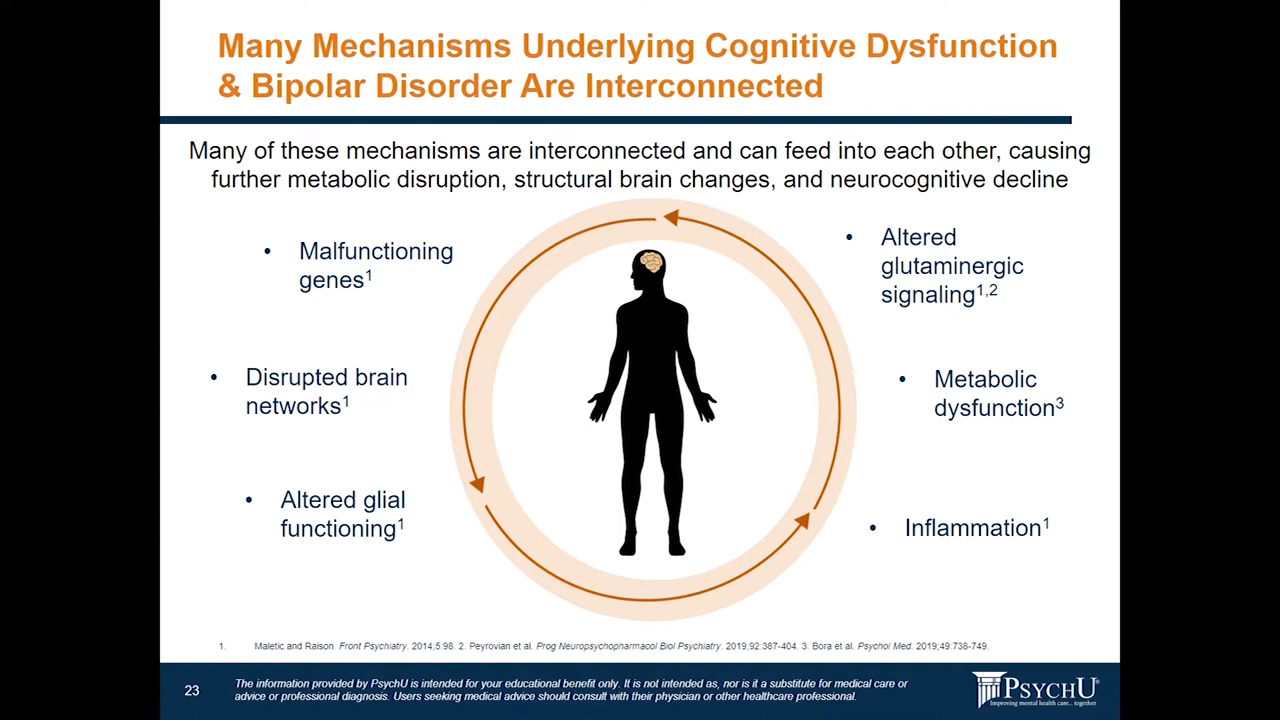 Many Mechanisms Underlying Cognitive Dysfunction
& Bipolar Disorder Are Interconnected
Many of these mechanisms are interconnected and can feed into each other, causing
further metabolic disruption, structural brain changes, and neurocognitive decline
• Malfunctioning
genes1
• Disrupted brain
networks1
• Altered glial
functioning1
• Altered
glutaminergic
signaling1,2
• Metabolic
dysfunction3
• Inflammation1
1. Maletic and Raison. Front Psychiatry. 2014;5:98. 2. Peyrovian et al. Prog Neuropsychopharmacol Biol Psychiatry. 2019;92:387-404. 3. Bora et al. Psychol Med. 2019;49:738-749.
23
The information provided by PsychU is intended for your educational benefit only. It is not intended as, nor is it a substitute for medical care or
advice or professional diagnosis. Users seeking medical advice should consult with their physician or other healthcare professional.
PSYCHU
Improving mental health care... together